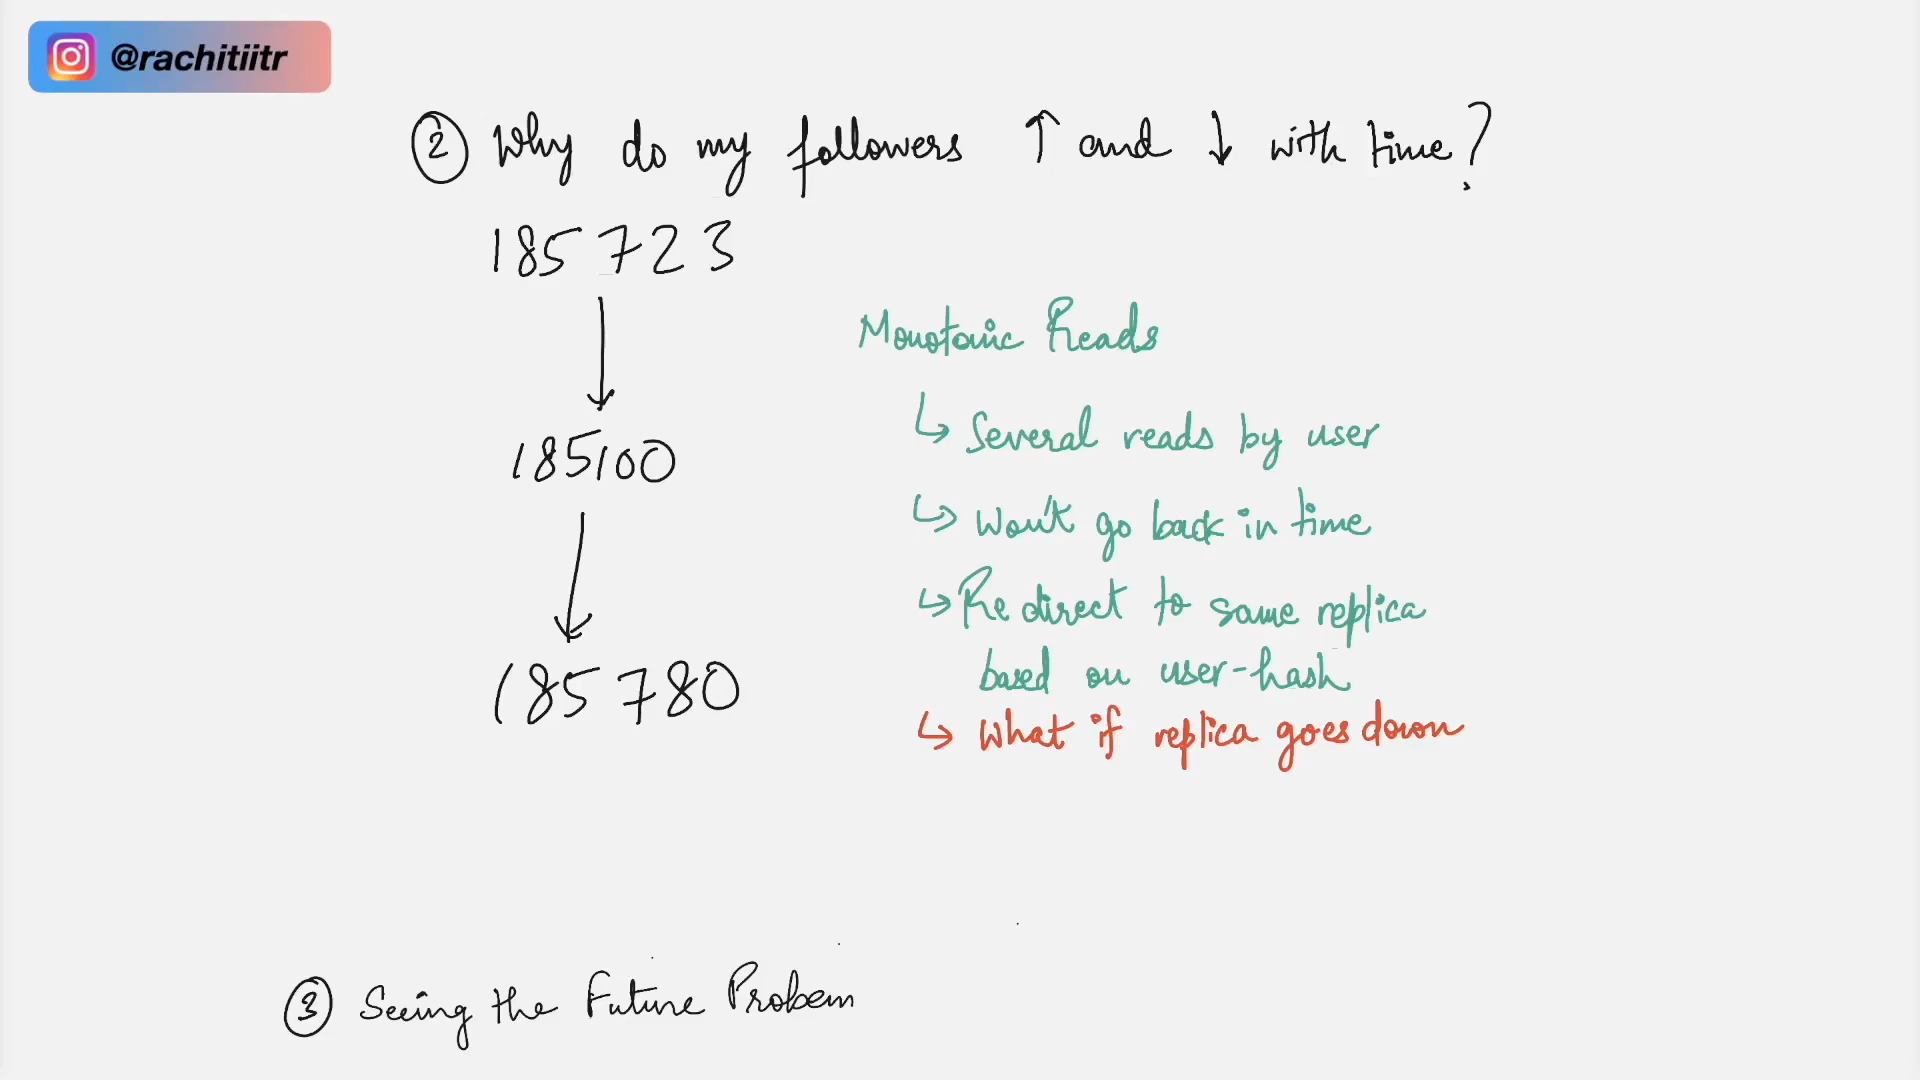 @rachitiitr
② Why do my followers ↑ and ↓ with time?
185723
Monotonic Reads
↳ Several reads by user
185100
↳ Won't go back in time
↳ Redirect to same replica
based on user-hash
185780
↳ What if replica goes down
③ Seeing the Future Probem